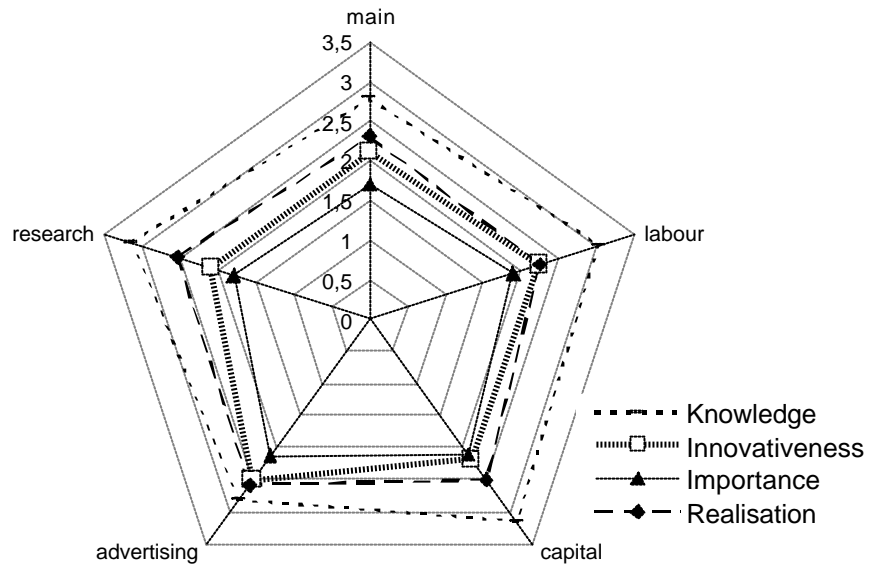 main
3,5
3
2,5
2
1,5
1
0,5
0
research
labour
advertising
capital
Knowledge
Innovativeness
Importance
Realisation